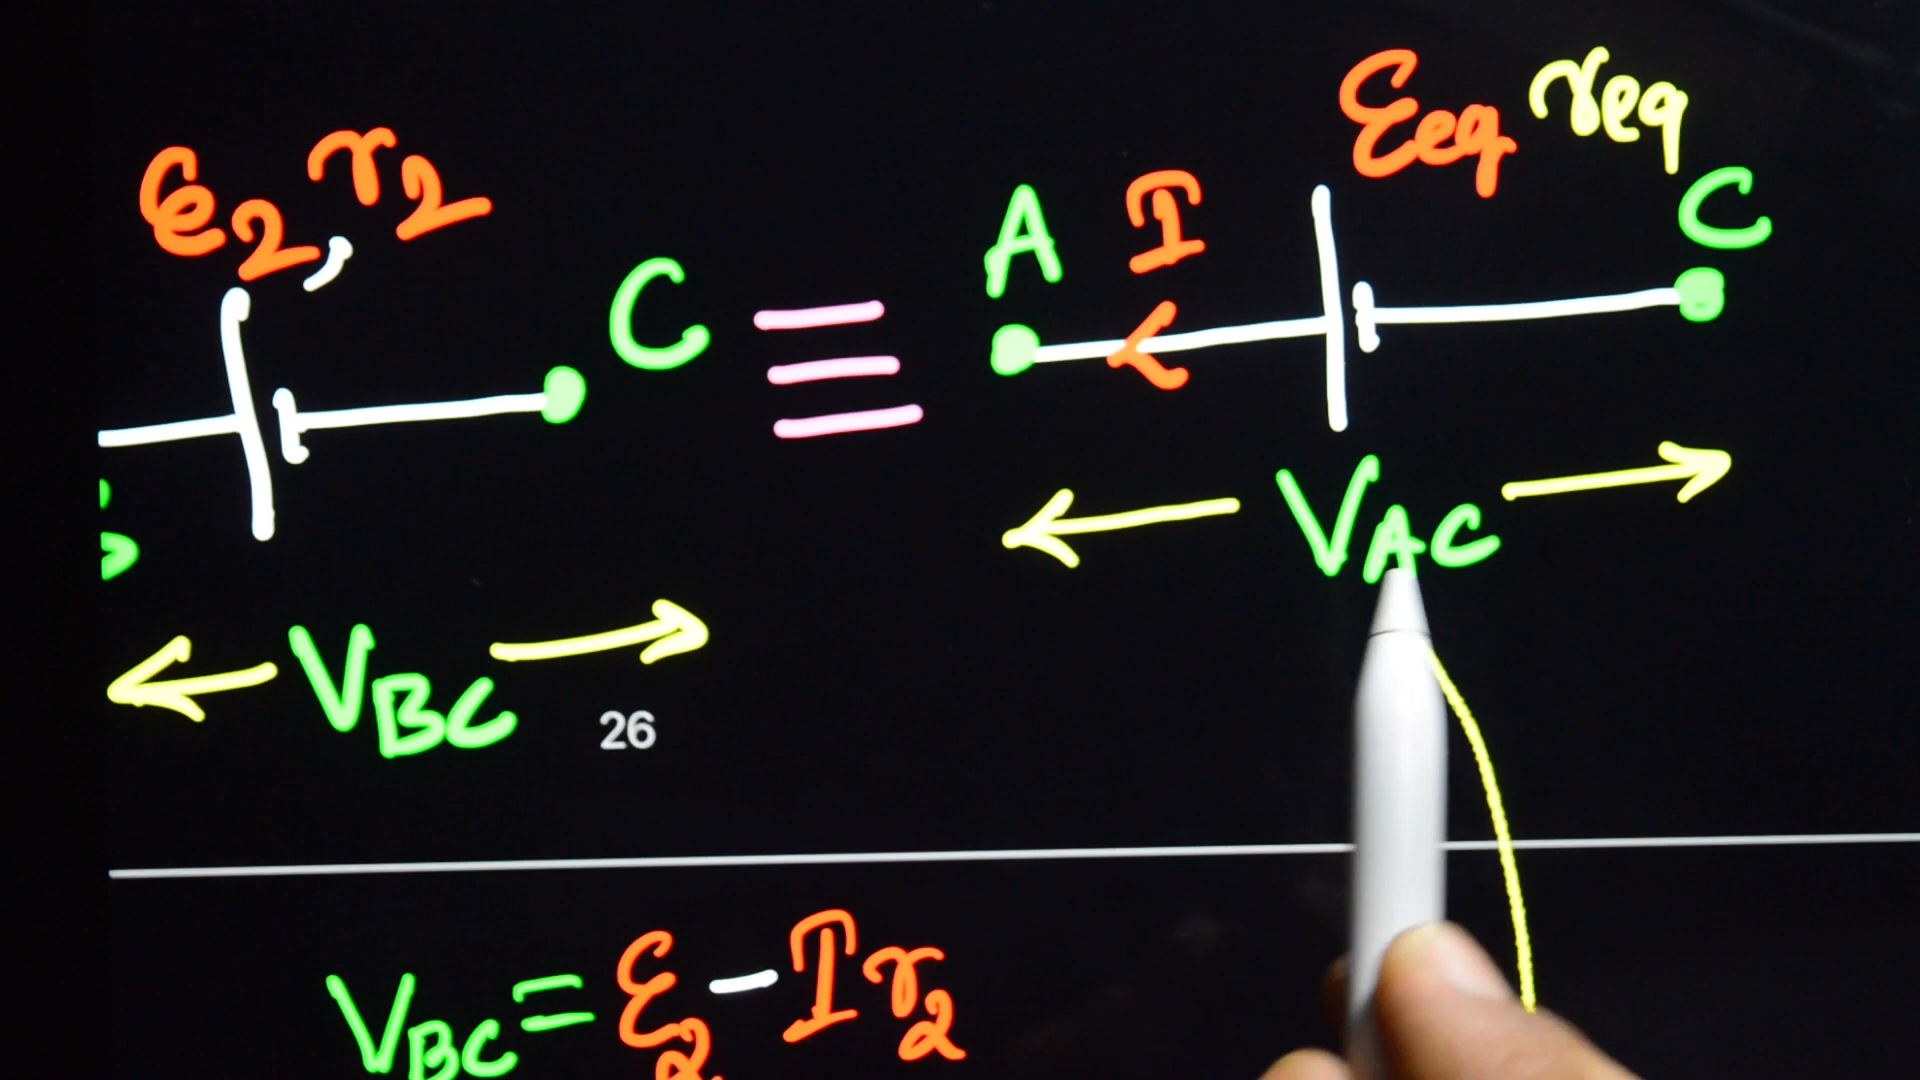 ε₂, r₂
C
≡
A
I
εeq req
C
VAC
VBC
26
VBC = ε₂ - Ir₂